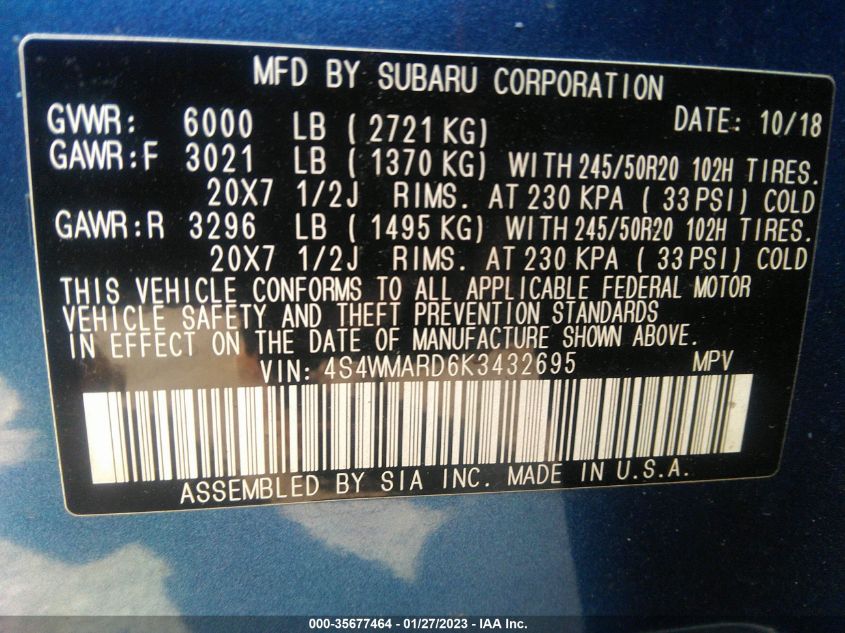 MFD BY SUBARU CORPORATION
GVWR: 6000 LB ( 2721 KG) DATE: 10/18
GAWR:F 3021 LB ( 1370 KG) WITH 245/50R20 102H TIRES.
20X7 1/2J RIMS. AT 230 KPA ( 33 PSI) COLD
GAWR:R 3296 LB ( 1495 KG) WITH 245/50R20 102H TIRES.
20X7 1/2J RIMS. AT 230 KPA ( 33 PSI) COLD
THIS VEHICLE CONFORMS TO ALL APPLICABLE FEDERAL MOTOR
VEHICLE SAFETY AND THEFT PREVENTION STANDARDS
IN EFFECT ON THE DATE OF MANUFACTURE SHOWN ABOVE.
VIN: 4S4WMARD6K3432695 MPV
ASSEMBLED BY SIA INC. MADE IN U.S.A.
000-35677464 - 01/27/2023 - IAA Inc.